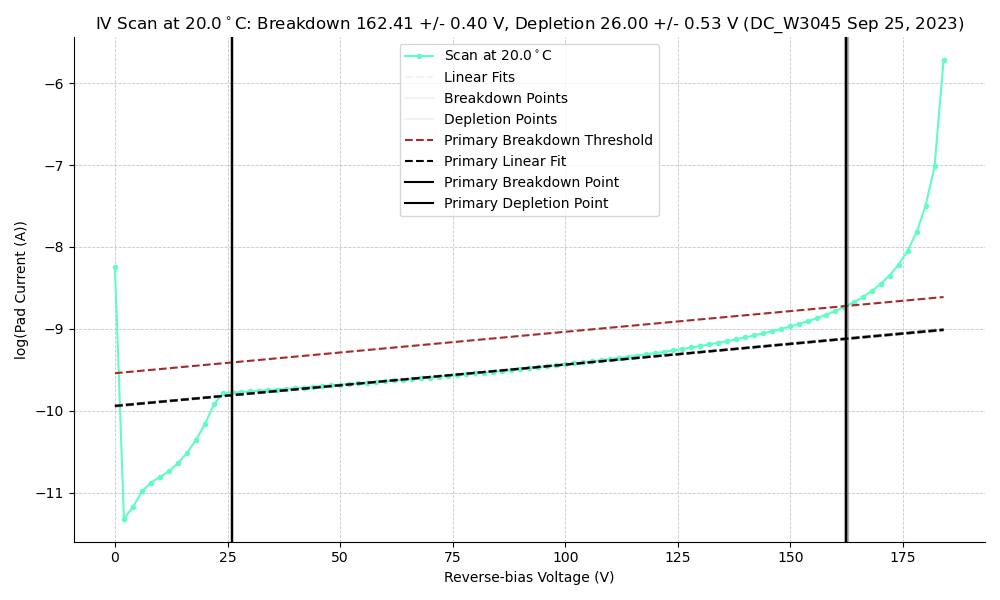 IV Scan at 20.0°C: Breakdown 162.41 +/- 0.40 V, Depletion 26.00 +/- 0.53 V (DC_W3045 Sep 25, 2023)
Scan at 20.0°C
Linear Fits
Breakdown Points
Depletion Points
Primary Breakdown Threshold
Primary Linear Fit
Primary Breakdown Point
Primary Depletion Point
log(Pad Current (A))
−6
−7
−8
−9
−10
−11
0 25 50 75 100 125 150 175
Reverse-bias Voltage (V)